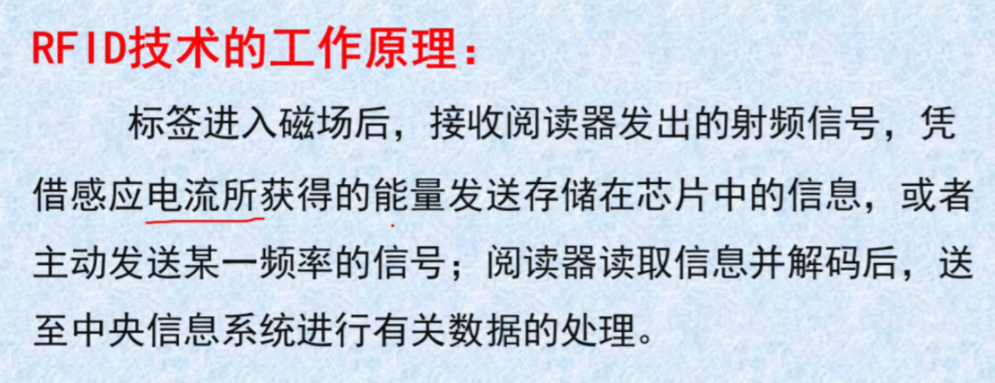 RFID技术的工作原理：
标签进入磁场后，接收阅读器发出的射频信号，凭
借感应电流所获得的能量发送存储在芯片中的信息，或者
主动发送某一频率的信号；阅读器读取信息并解码后，送
至中央信息系统进行有关数据的处理。